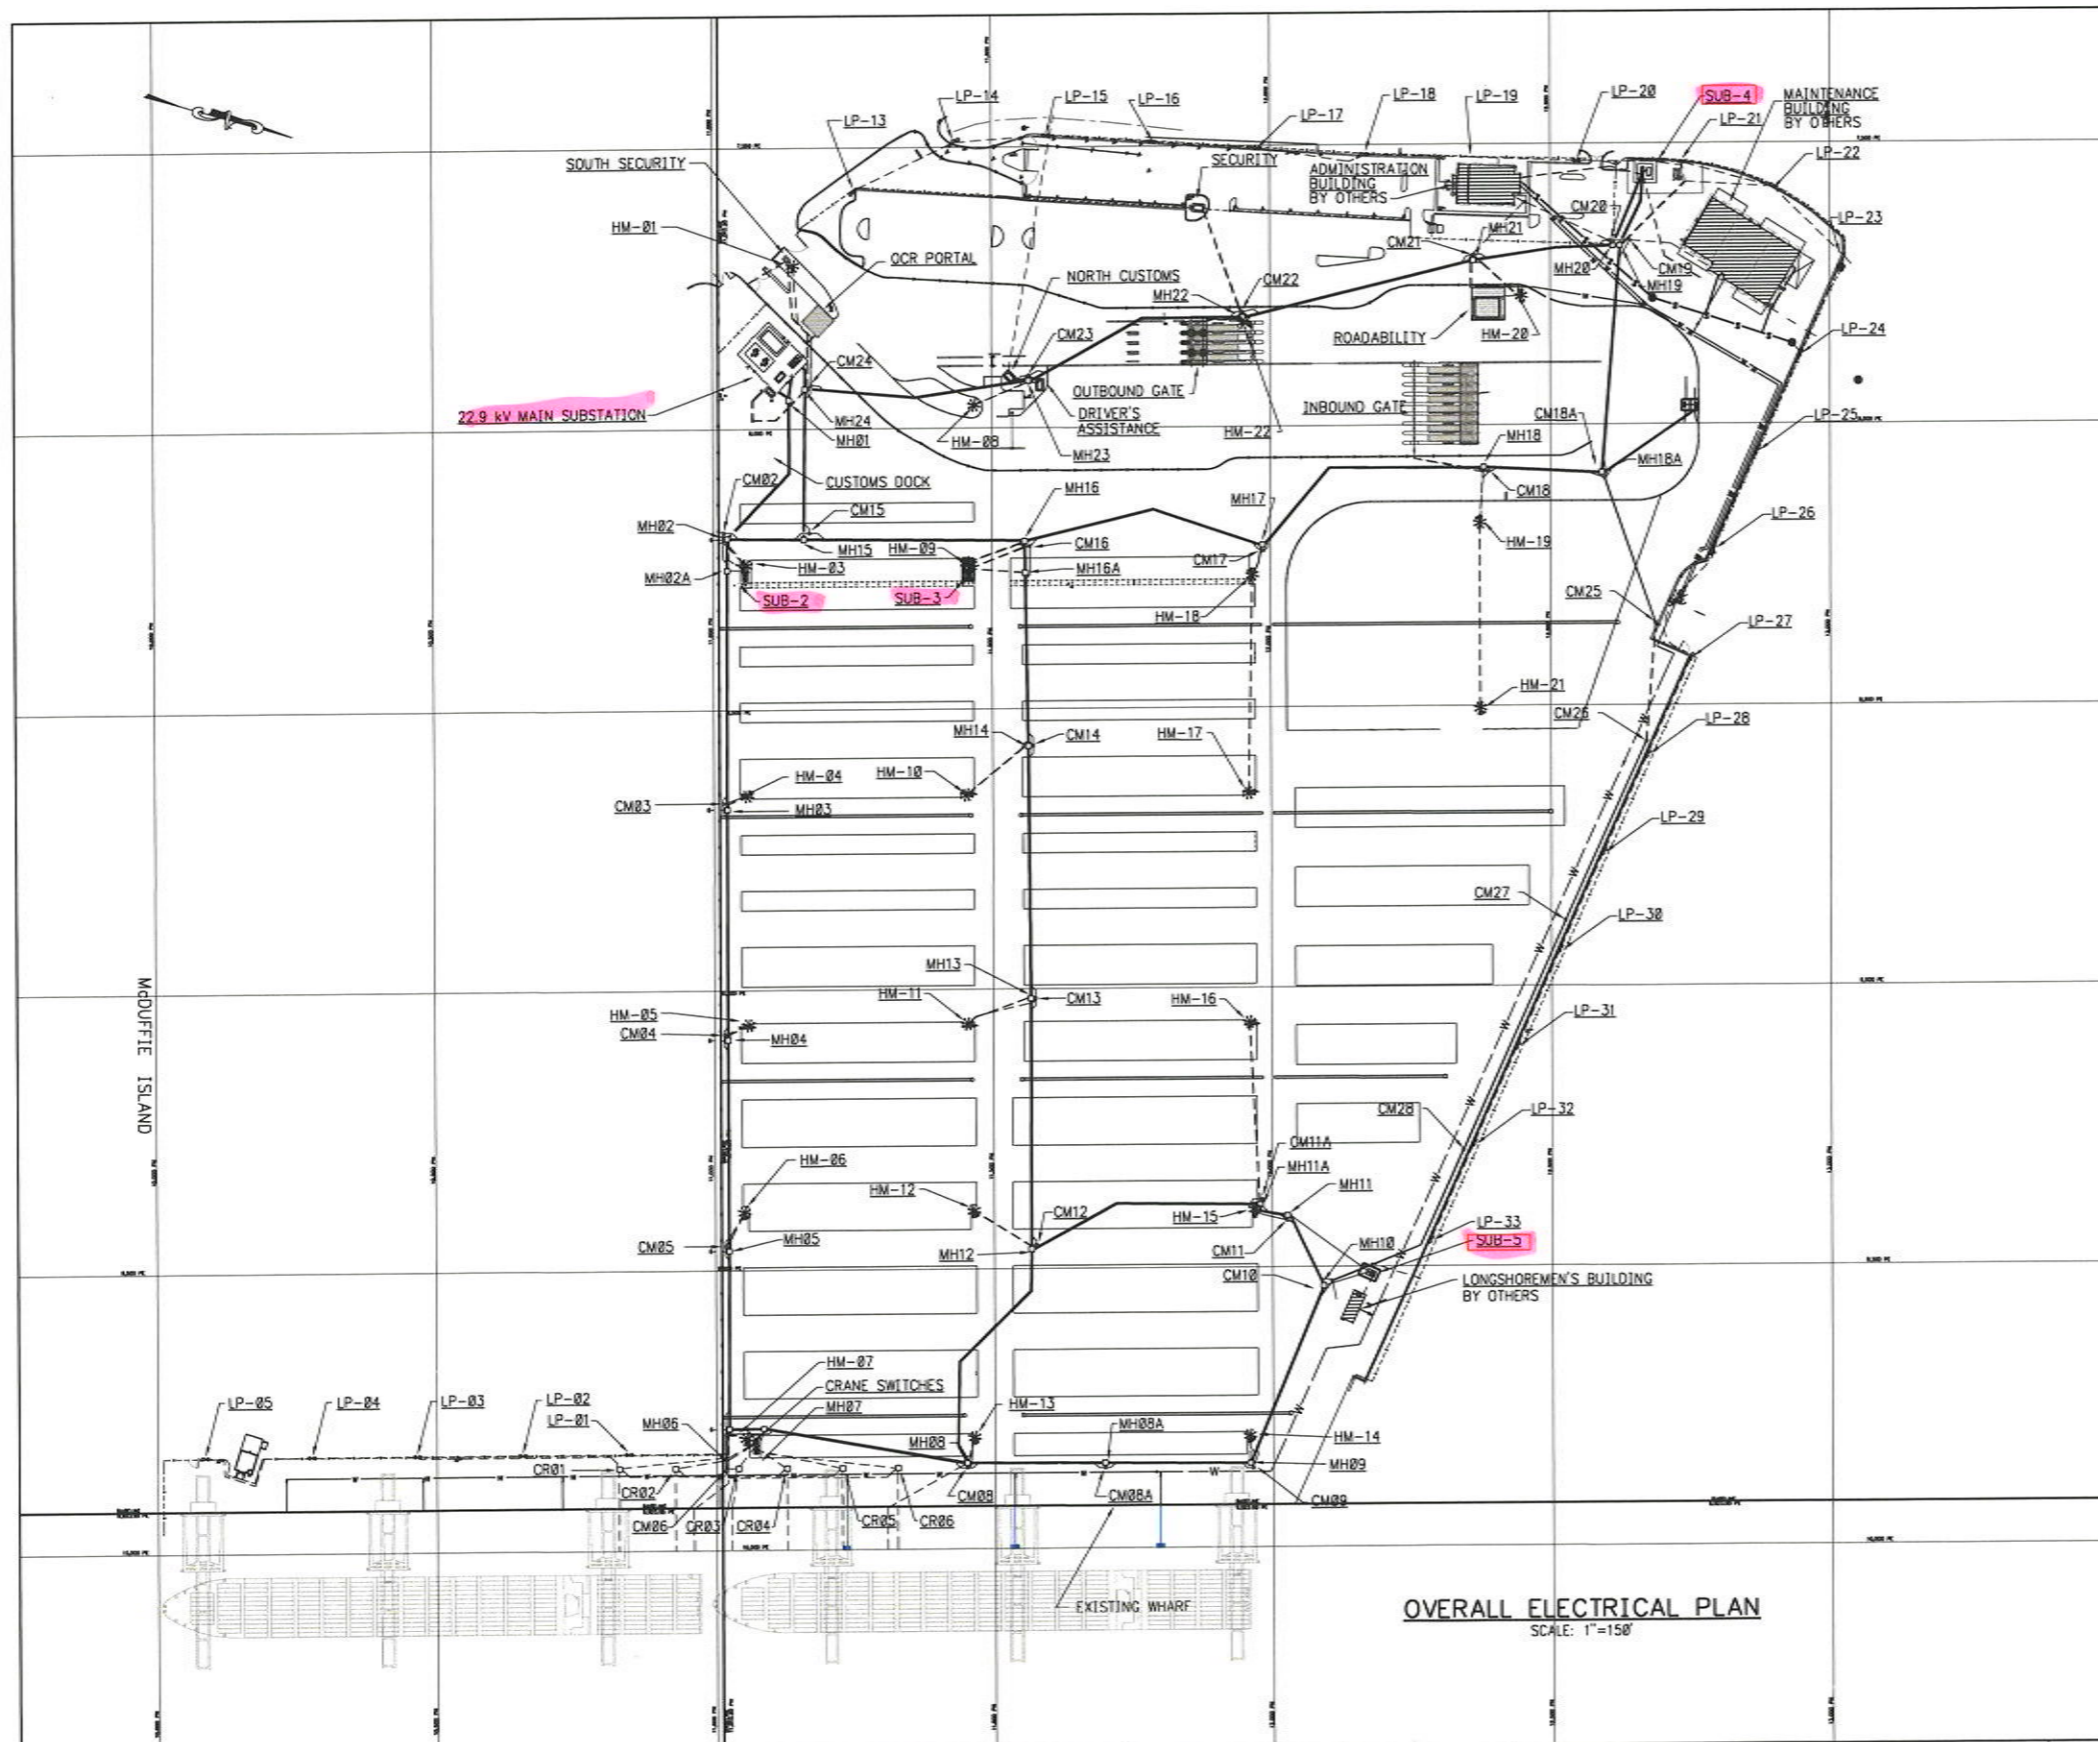 LP-14
LP-15
LP-16
LP-17
LP-18
LP-19
LP-20
SUB-4
MAINTENANCE
BUILDING
BY OTHERS
LP-13
LP-21
LP-22
SOUTH SECURITY
SECURITY
ADMINISTRATION
BUILDING
BY OTHERS
CM20
LP-23
HM-01
OCR PORTAL
CM21
MH21
NORTH CUSTOMS
MH22
CM22
MH20
CM19
MH19
CM23
ROADABILITY
HM-20
LP-24
CM24
OUTBOUND GATE
22.9 kV MAIN SUBSTATION
MH24
MH01
HM-08
DRIVER'S
ASSISTANCE
MH23
INBOUND GATE
HM-22
CM18A
LP-25
MH18
MH18A
CM02
CUSTOMS DOCK
MH16
MH17
CM18
CM15
MH02
LP-26
MH15
HM-09
CM16
CM17
HM-19
HM-03
MH02A
MH16A
SUB-2
SUB-3
HM-18
CM25
LP-27
HM-21
CM26
LP-28
MH14
CM14
HM-17
HM-04
HM-10
CM03
MH03
LP-29
CM27
LP-30
MH13
CM13
HM-11
HM-16
McDUFFIE ISLAND
HM-05
CM04
MH04
LP-31
CM28
LP-32
CM11A
MH11A
HM-06
HM-12
MH11
CM12
HM-15
LP-33
CM05
MH05
MH12
CM11
MH10
SUB-5
CM10
LONGSHOREMEN'S BUILDING
BY OTHERS
HM-07
CRANE SWITCHES
LP-05
LP-04
LP-03
LP-02
LP-01
MH06
MH07
HM-13
MH08
MH08A
HM-14
MH09
CR01
CR02
CM06
CR03
CR04
CR05
CR06
CM08
CM08A
CM09
EXISTING WHARF
OVERALL ELECTRICAL PLAN
SCALE: 1"=150'